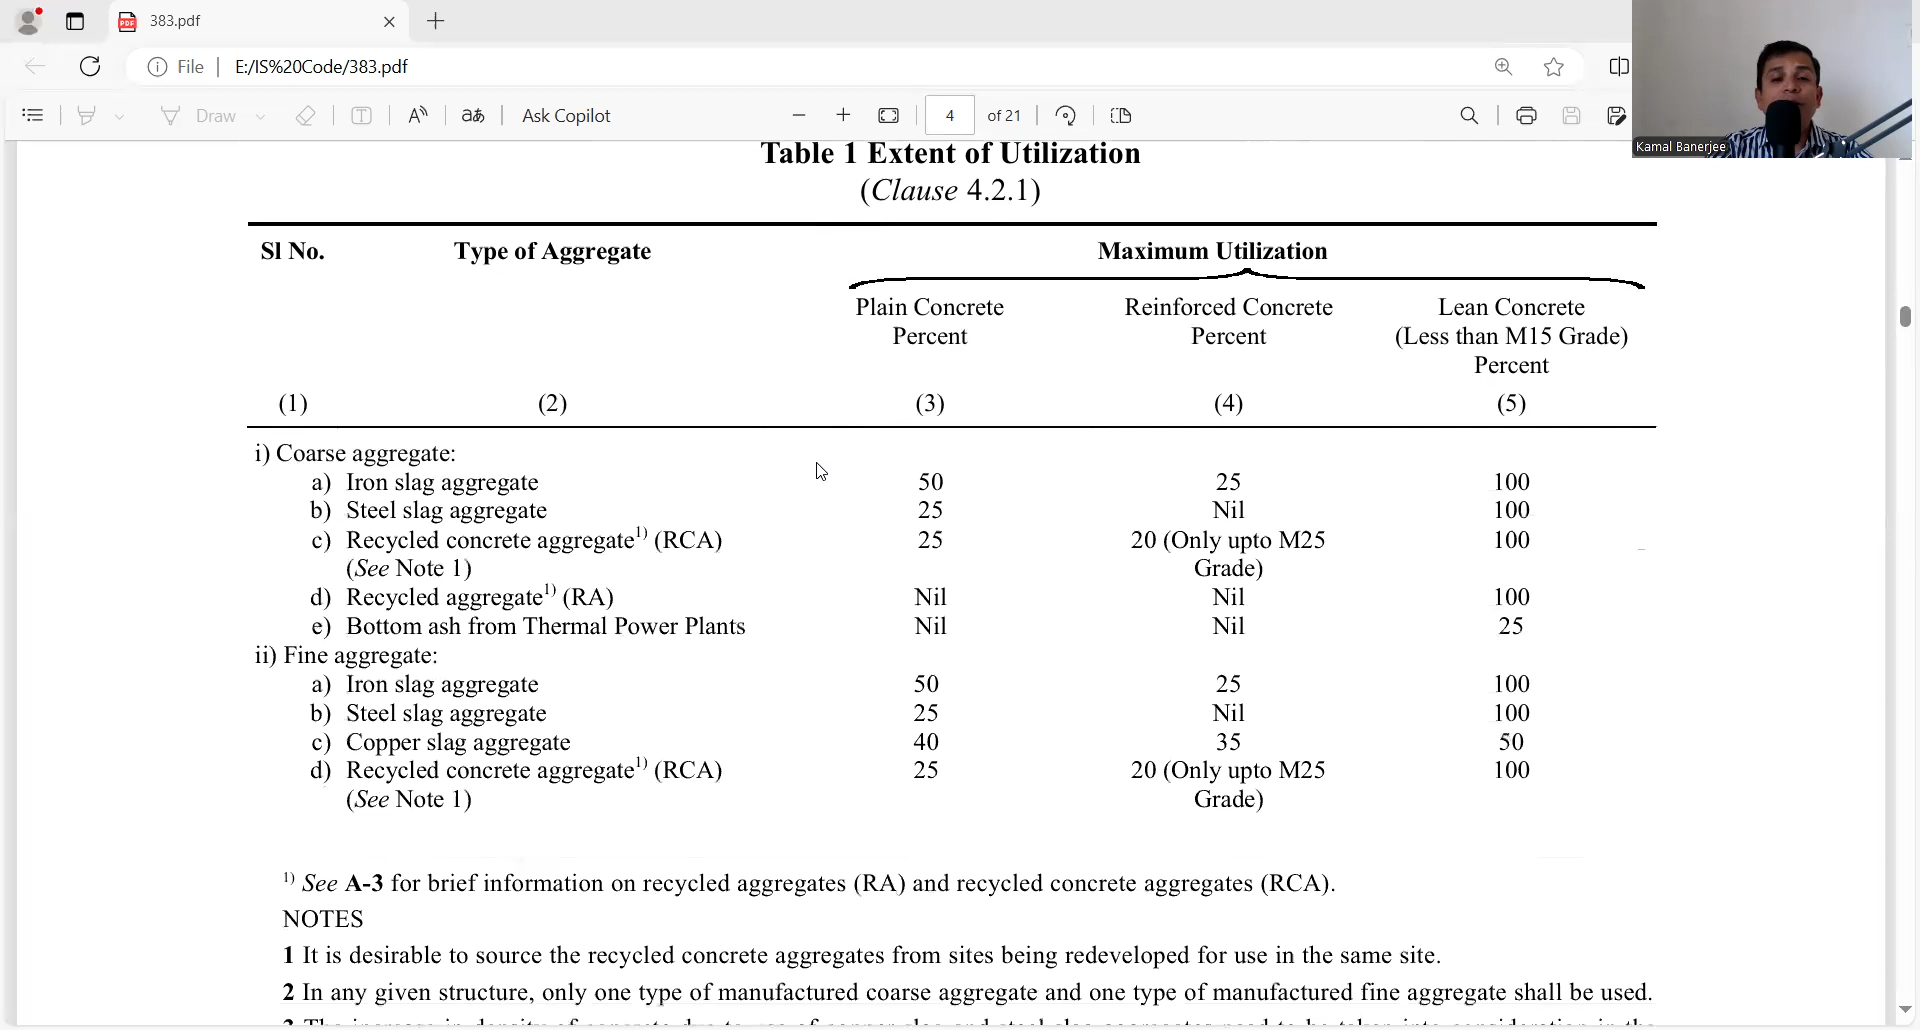 383.pdf
File E:/IS%20Code/383.pdf
Draw aあ Ask Copilot 4 of 21
Kamal Banerjee
Table 1 Extent of Utilization
(Clause 4.2.1)
Sl No. Type of Aggregate Maximum Utilization
Plain Concrete Reinforced Concrete Lean Concrete
Percent Percent (Less than M15 Grade)
Percent
(1) (2) (3) (4) (5)
i) Coarse aggregate:
a) Iron slag aggregate 50 25 100
b) Steel slag aggregate 25 Nil 100
c) Recycled concrete aggregate1) (RCA) 25 20 (Only upto M25 100
(See Note 1) Grade)
d) Recycled aggregate1) (RA) Nil Nil 100
e) Bottom ash from Thermal Power Plants Nil Nil 25
ii) Fine aggregate:
a) Iron slag aggregate 50 25 100
b) Steel slag aggregate 25 Nil 100
c) Copper slag aggregate 40 35 50
d) Recycled concrete aggregate1) (RCA) 25 20 (Only upto M25 100
(See Note 1) Grade)
1) See A-3 for brief information on recycled aggregates (RA) and recycled concrete aggregates (RCA).
NOTES
1 It is desirable to source the recycled concrete aggregates from sites being redeveloped for use in the same site.
2 In any given structure, only one type of manufactured coarse aggregate and one type of manufactured fine aggregate shall be used.